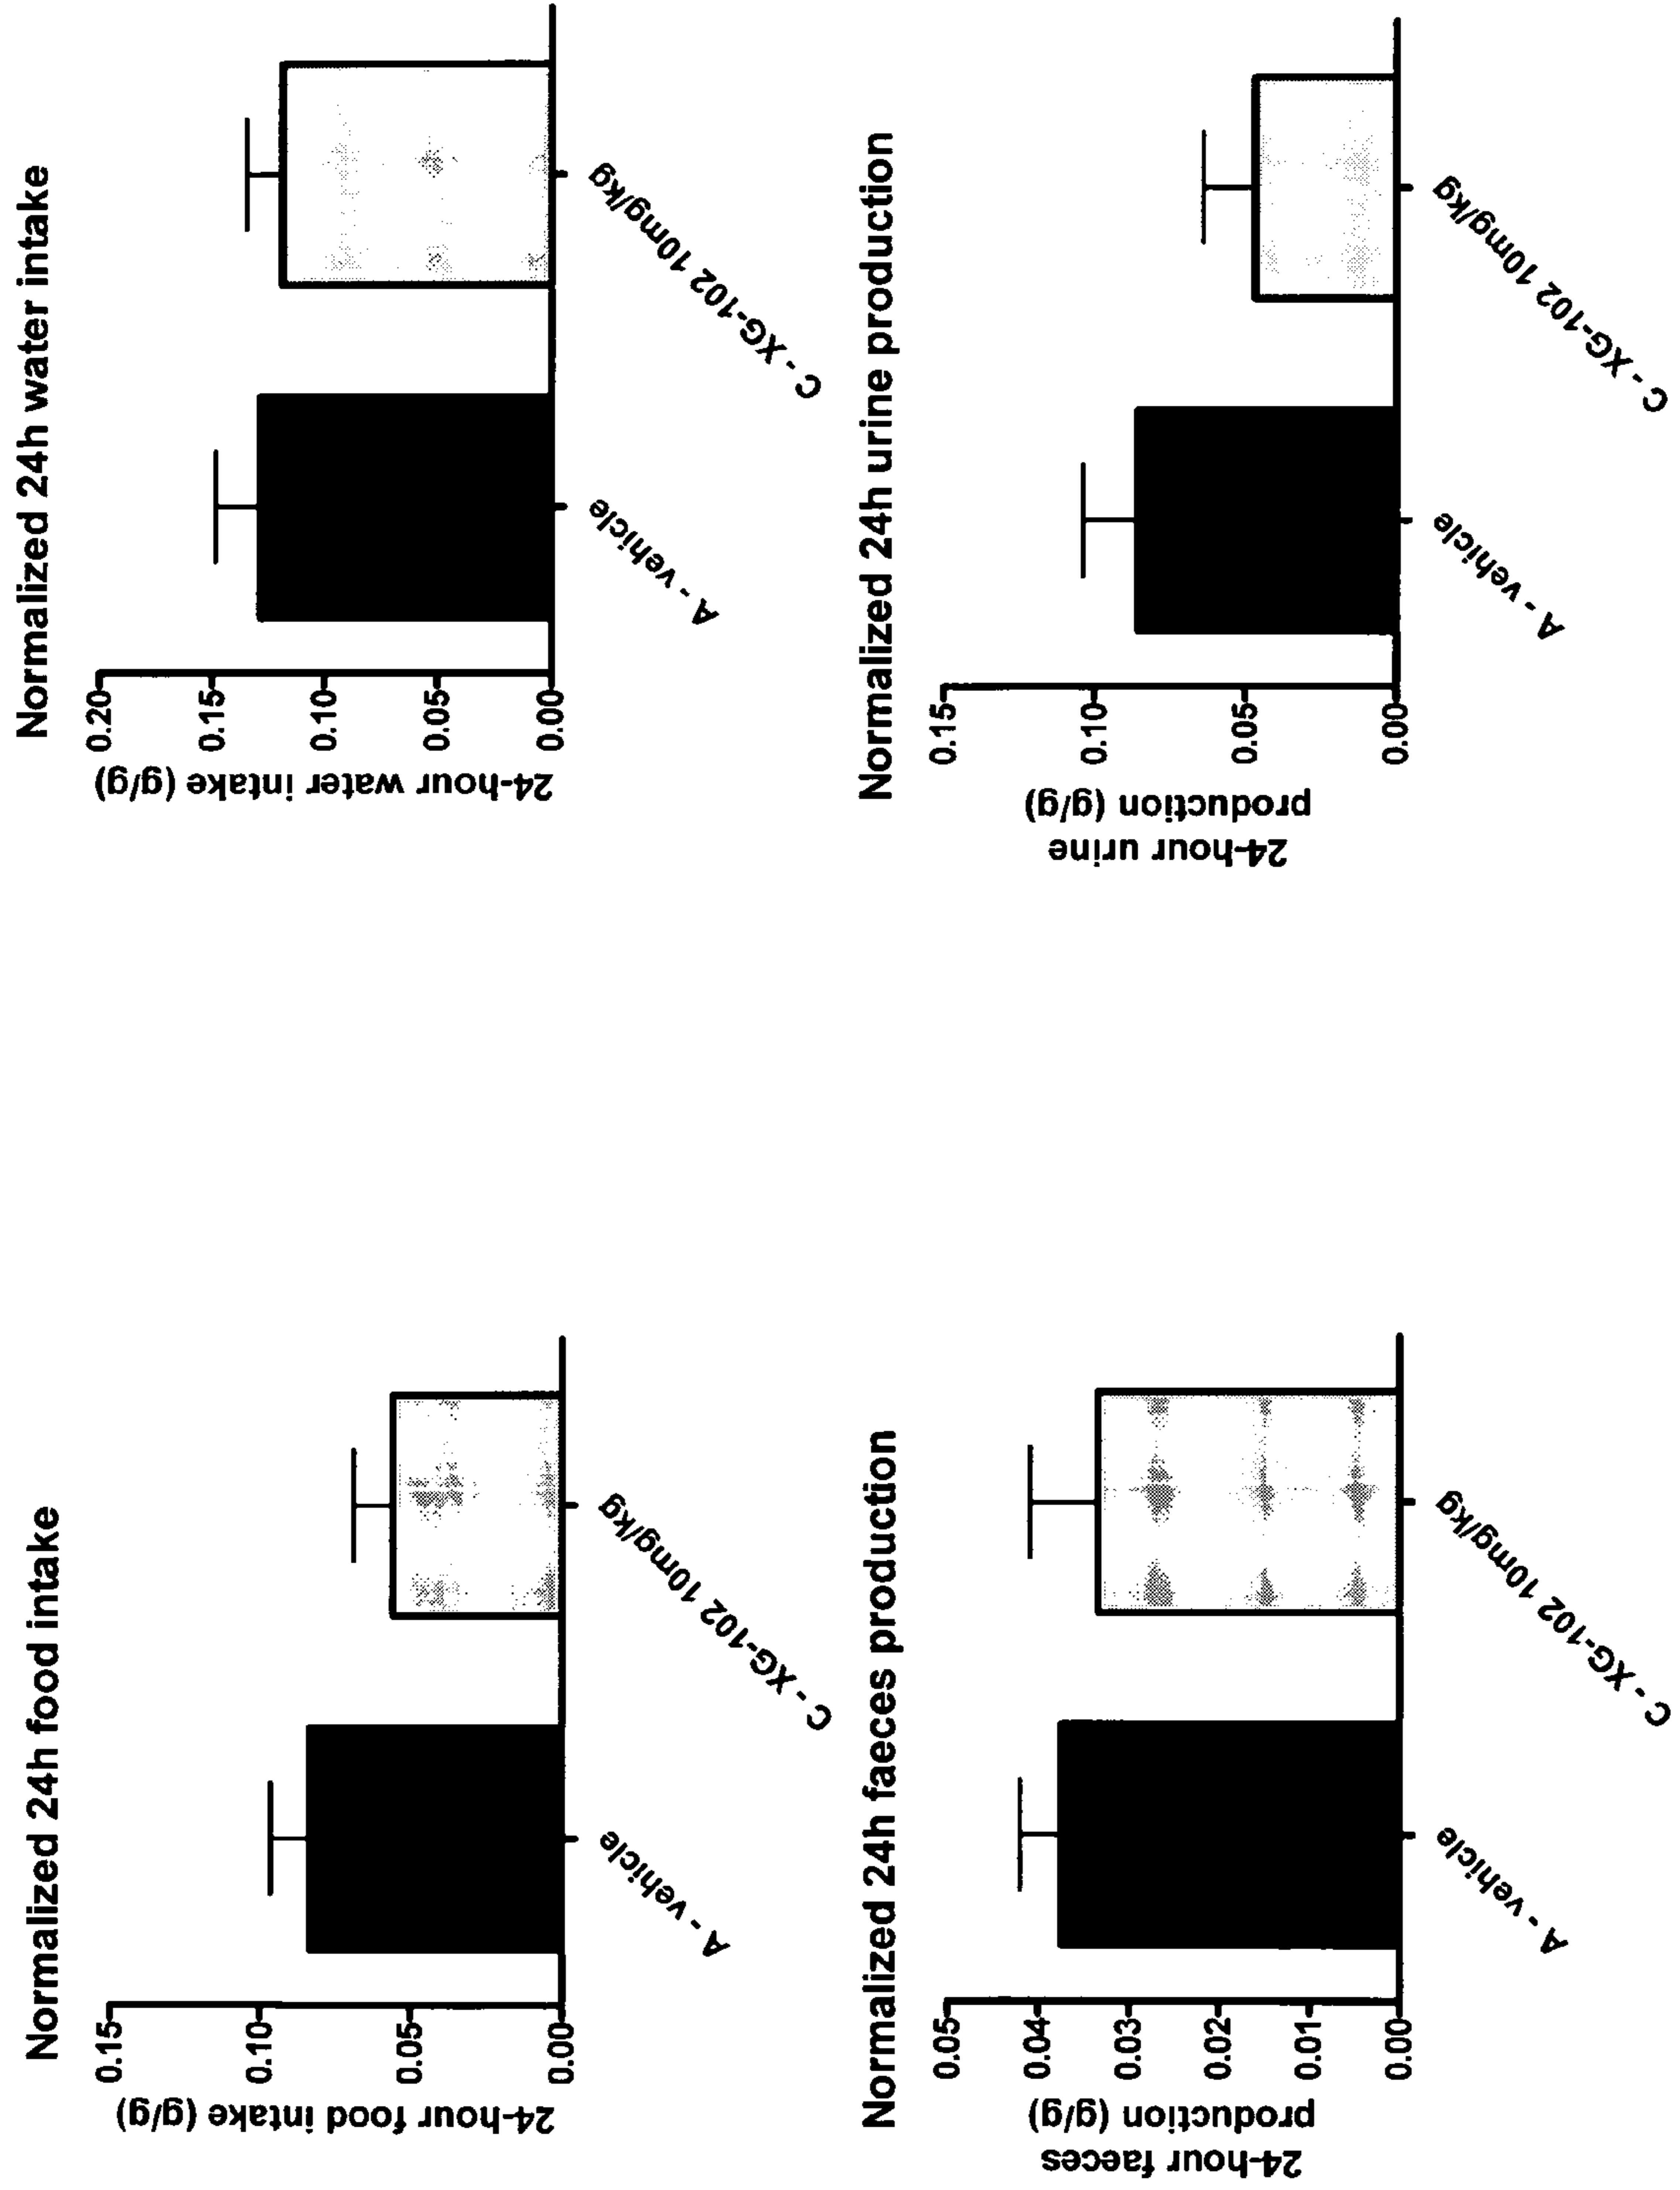 Normalized 24h food intake
24-hour food intake (g/g)
0.15
0.10
0.05
0.00
A - vehicle
C - XG-102 10mg/kg
Normalized 24h water intake
24-hour water intake (g/g)
0.20
0.15
0.10
0.05
0.00
A - vehicle
C - XG-102 10mg/kg
Normalized 24h faeces production
24-hour faeces
production (g/g)
0.05
0.04
0.03
0.02
0.01
0.00
A - vehicle
C - XG-102 10mg/kg
Normalized 24h urine production
24-hour urine
production (g/g)
0.15
0.10
0.05
0.00
A - vehicle
C - XG-102 10mg/kg